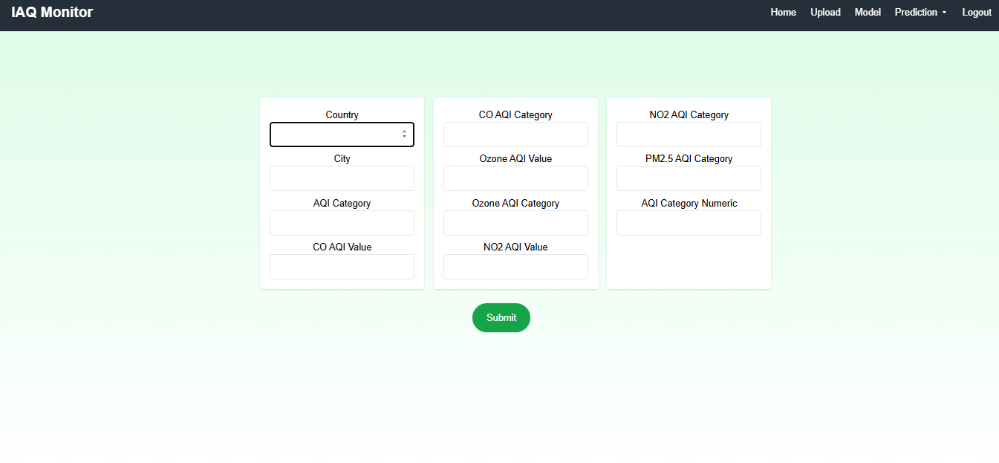 IAQ Monitor
Home Upload Model Prediction Logout
Country
City
AQI Category
CO AQI Value
CO AQI Category
Ozone AQI Value
Ozone AQI Category
NO2 AQI Value
NO2 AQI Category
PM2.5 AQI Category
AQI Category Numeric
Submit